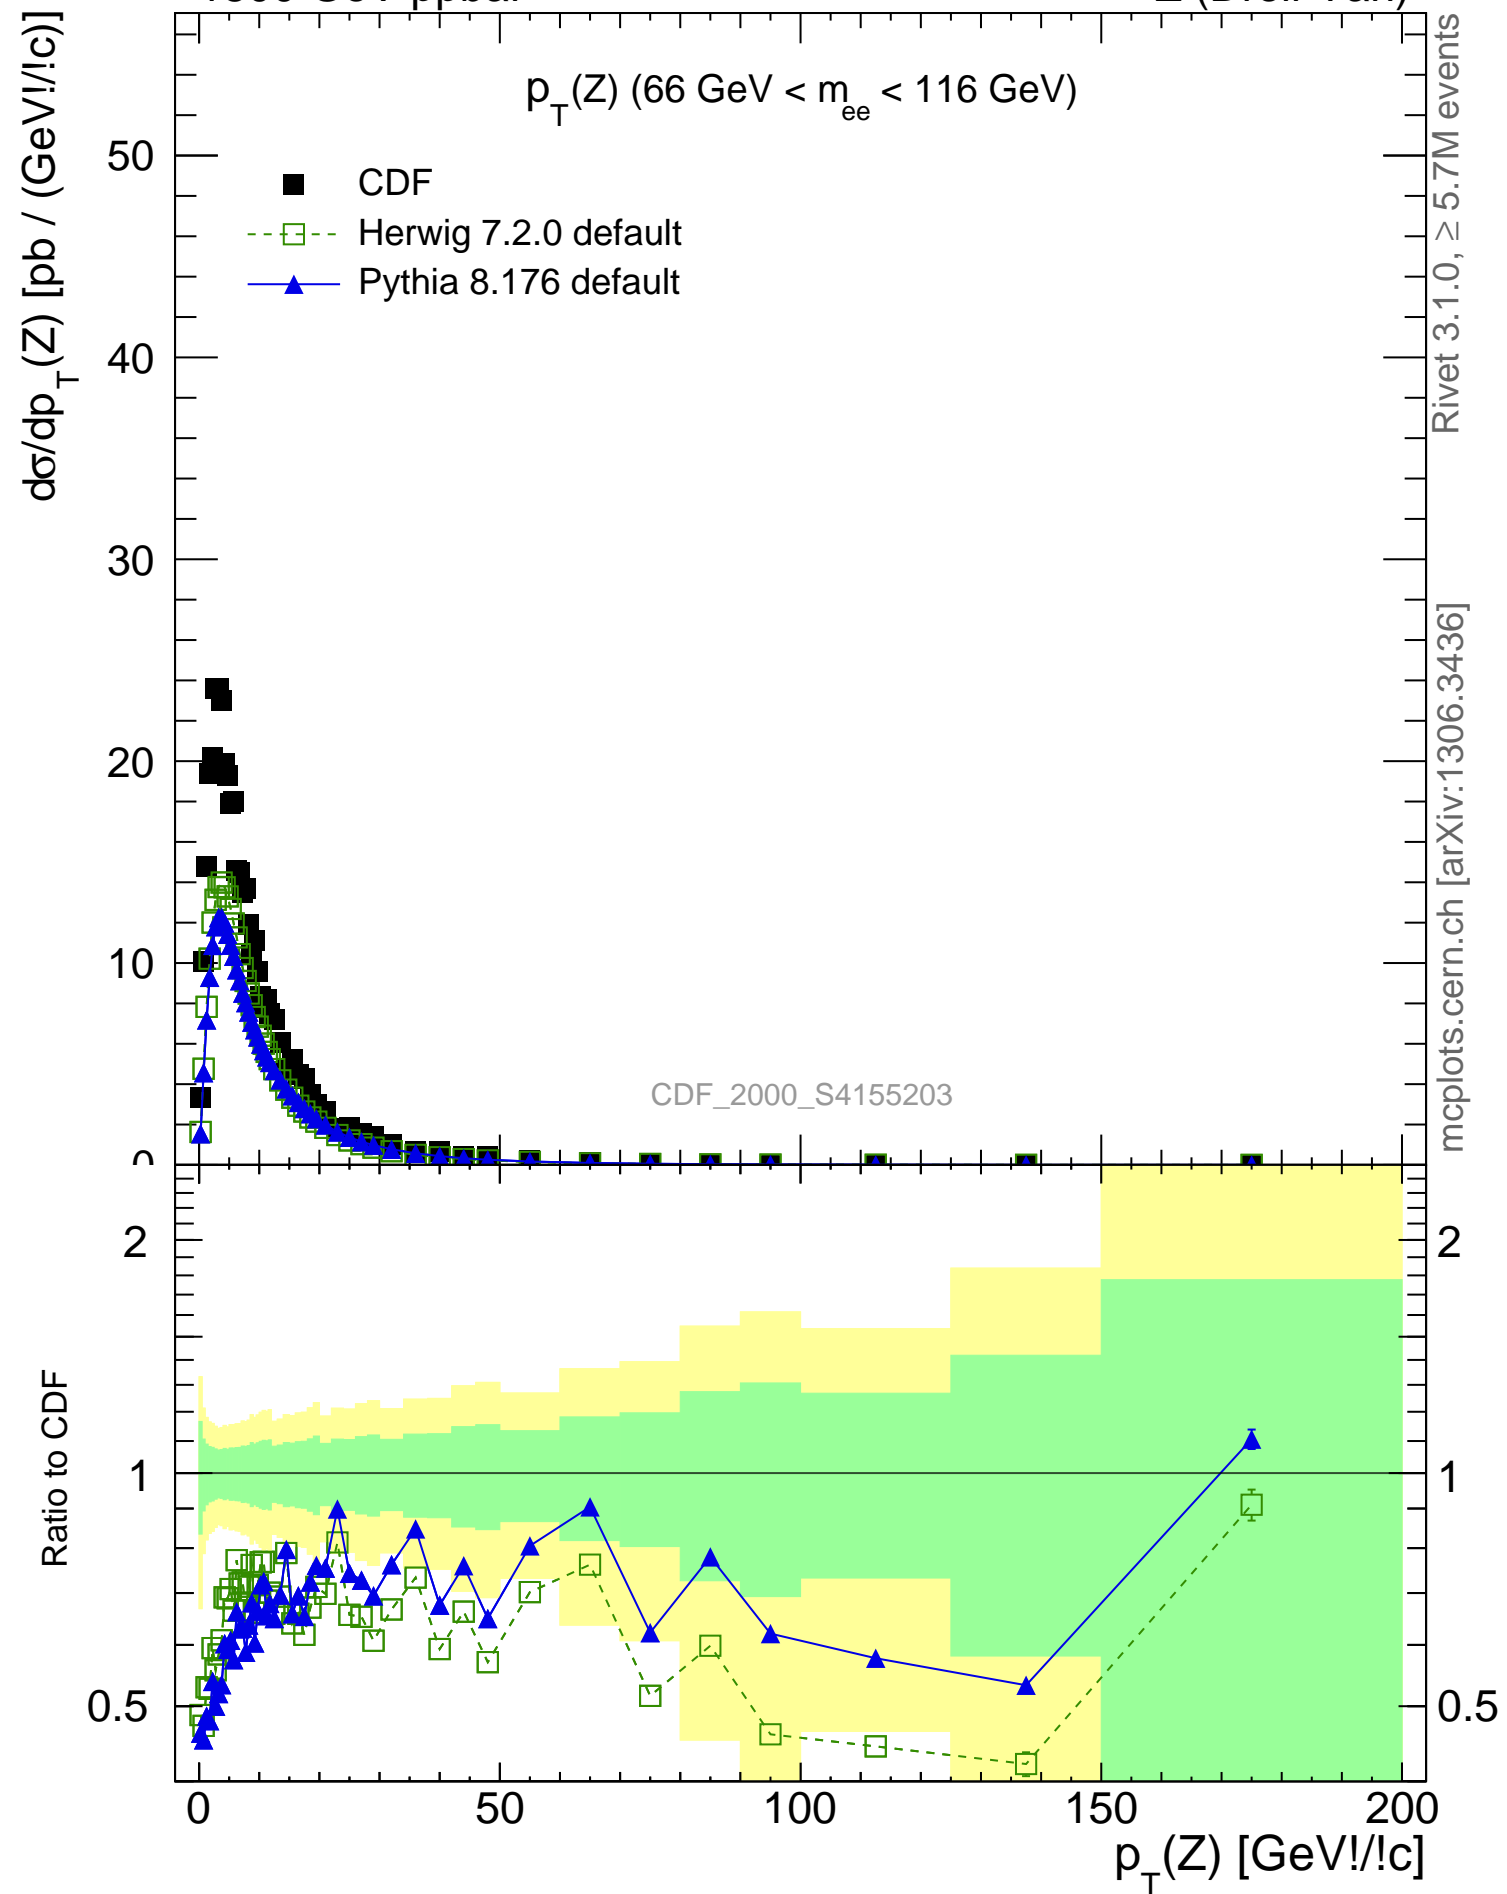 p_T(Z) (66 GeV < m_ee < 116 GeV)
CDF
Herwig 7.2.0 default
Pythia 8.176 default
dσ/dp_T(Z) [pb / (GeV!/!c)]
50
40
30
20
10
0
CDF_2000_S4155203
Rivet 3.1.0, ≥ 5.7M events
mcplots.cern.ch [arXiv:1306.3436]
Ratio to CDF
2
1
0.5
2
1
0.5
0 50 100 150 200
p_T(Z) [GeV!/!c]